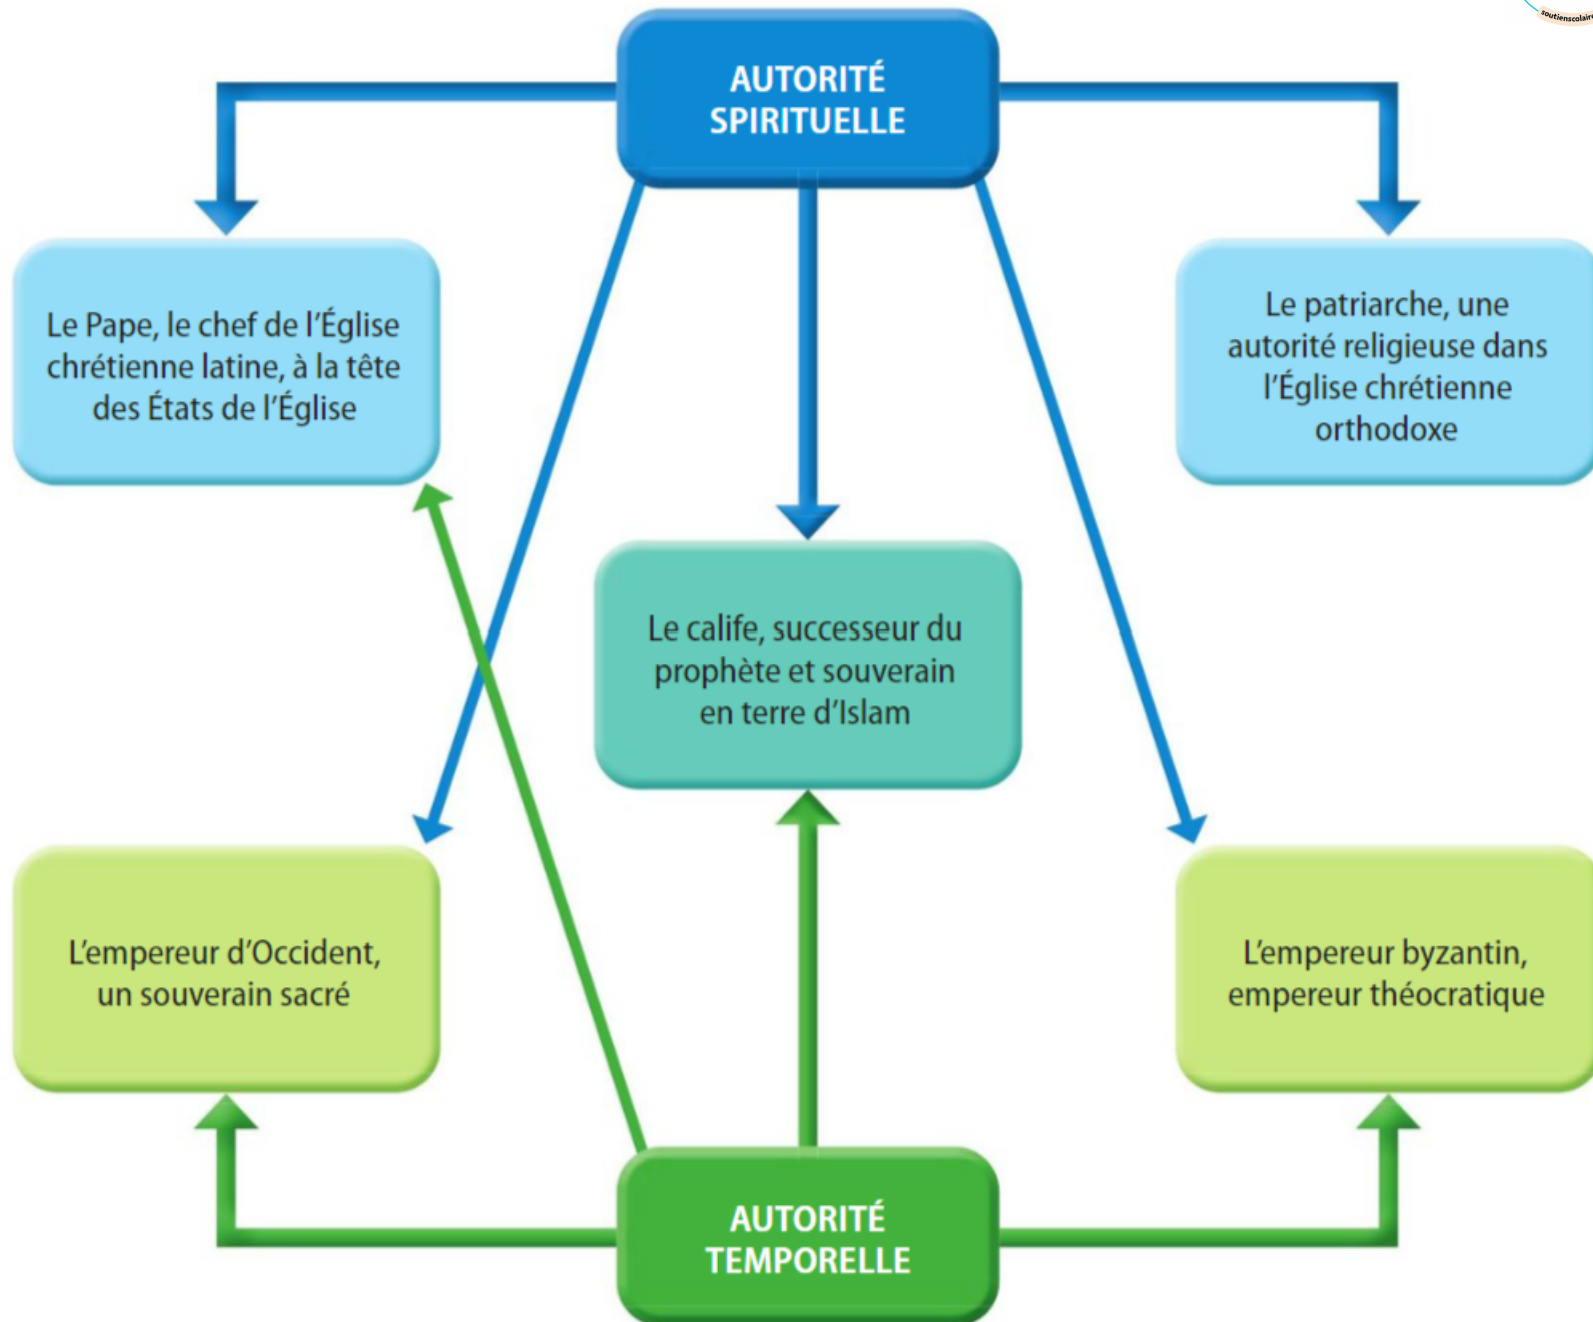 soutienscolaire
AUTORITÉ
SPIRITUELLE
Le Pape, le chef de l’Église
chrétienne latine, à la tête
des États de l’Église
Le patriarche, une
autorité religieuse dans
l’Église chrétienne
orthodoxe
Le calife, successeur du
prophète et souverain
en terre d’Islam
L’empereur d’Occident,
un souverain sacré
L’empereur byzantin,
empereur théocratique
AUTORITÉ
TEMPORELLE